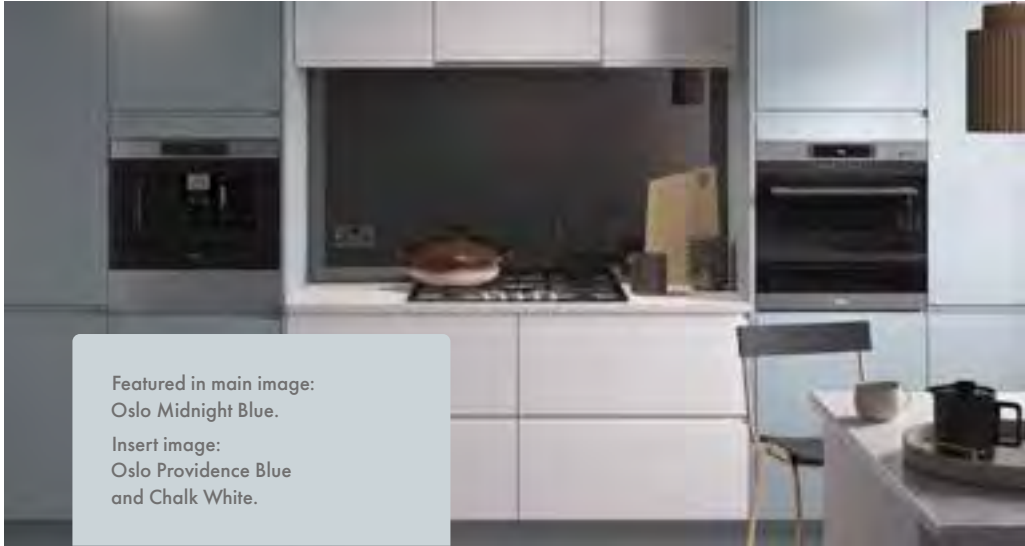 Featured in main image:
Oslo Midnight Blue.
Insert image:
Oslo Providence Blue
and Chalk White.